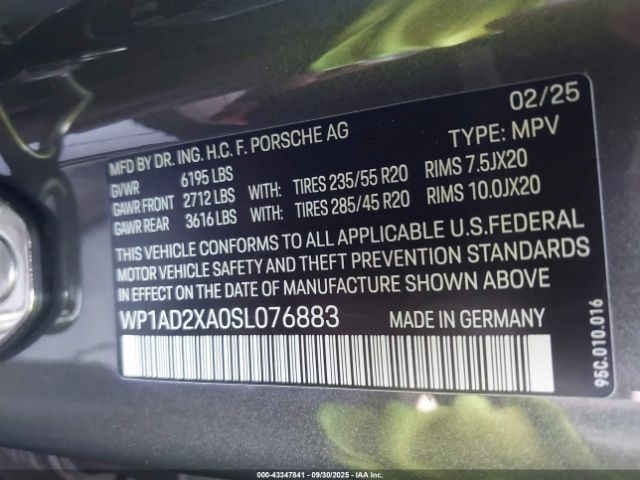 02/25
MFD BY DR. ING. H.C. F. PORSCHE AG TYPE: MPV
GVWR 6195 LBS
GAWR FRONT 2712 LBS WITH: TIRES 235/55 R20 RIMS 7.5JX20
GAWR REAR 3616 LBS WITH: TIRES 285/45 R20 RIMS 10.0JX20
THIS VEHICLE CONFORMS TO ALL APPLICABLE U.S.FEDERAL
MOTOR VEHICLE SAFETY AND THEFT PREVENTION STANDARDS
IN EFFECT ON THE DATE OF MANUFACTURE SHOWN ABOVE
WP1AD2XA0SL076883 MADE IN GERMANY
95C.010.016
000-43347841 - 09/30/2025 - IAAI.COM